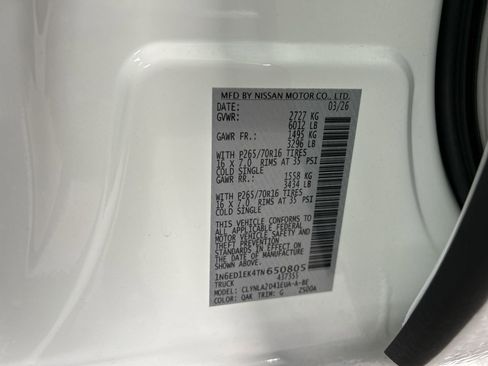 MFD BY NISSAN MOTOR CO., LTD.
DATE: 03/26
GVWR: 2727 KG
6012 LB
GAWR FR.: 1495 KG
3296 LB
WITH P265/70R16 TIRES
16 X 7.0 RIMS AT 35 PSI
COLD SINGLE
GAWR RR.: 1558 KG
3434 LB
WITH P265/70R16 TIRES
16 X 7.0 RIMS AT 35 PSI
COLD SINGLE
THIS VEHICLE CONFORMS TO
ALL APPLICABLE FEDERAL
MOTOR VEHICLE SAFETY AND
THEFT PREVENTION
STANDARDS IN EFFECT ON
THE DATE OF MANUFACTURE
SHOWN ABOVE.
1N6ED1EK4TN650805
TRUCK 437355
MODEL: CLYNLA2D41EUA-A-BE
COLOR: QAK TRIM: G 2500A